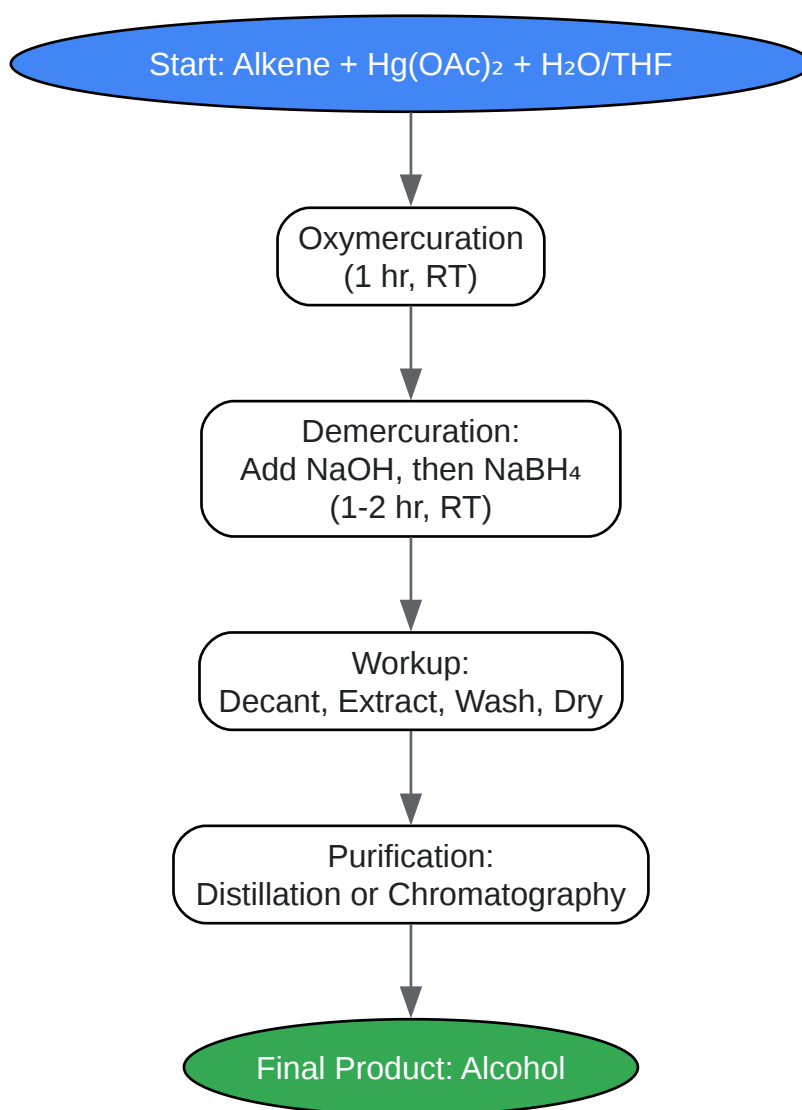 Start: Alkene + Hg(OAc)₂ + H₂O/THF
Oxymercuration
(1 hr, RT)
Demercuration:
Add NaOH, then NaBH₄
(1-2 hr, RT)
Workup:
Decant, Extract, Wash, Dry
Purification:
Distillation or Chromatography
Final Product: Alcohol